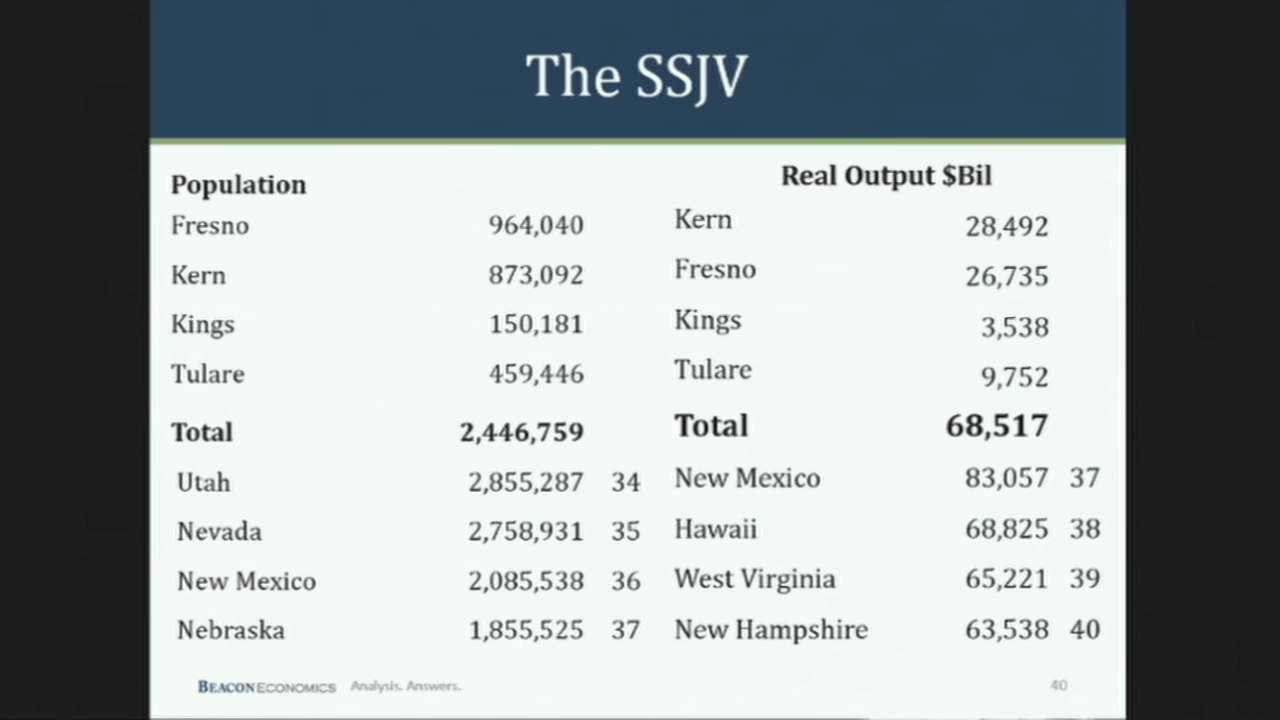 The SSJV
Population
Fresno 964,040
Kern 873,092
Kings 150,181
Tulare 459,446
Total 2,446,759
Utah 2,855,287 34
Nevada 2,758,931 35
New Mexico 2,085,538 36
Nebraska 1,855,525 37
Real Output $Bil
Kern 28,492
Fresno 26,735
Kings 3,538
Tulare 9,752
Total 68,517
New Mexico 83,057 37
Hawaii 68,825 38
West Virginia 65,221 39
New Hampshire 63,538 40
BEACONECONOMICS Analysis. Answers.
40